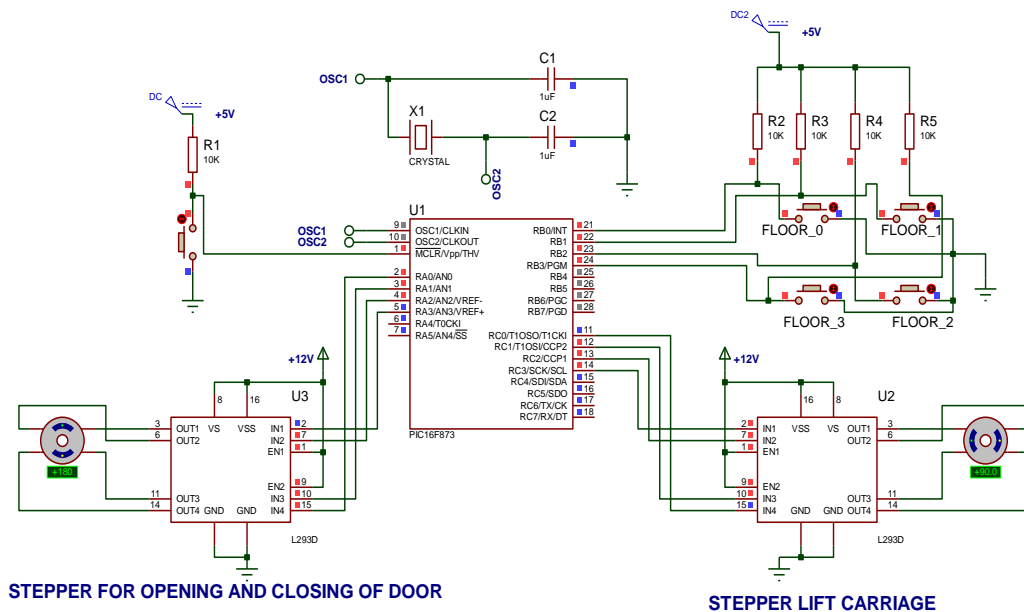 DC2
+5V
C1
OSC1
1uF
DC
+5V
X1
C2
R2
10K
R3
10K
R4
10K
R5
10K
R1
10K
CRYSTAL
1uF
OSC2
U1
FLOOR_0
FLOOR_1
OSC1
OSC2
9
OSC1/CLKIN
RB0/INT
21
10
OSC2/CLKOUT
RB1
22
1
MCLR/Vpp/THV
RB2
23
RB3/PGM
24
2
RA0/AN0
RB4
25
3
RA1/AN1
RB5
26
4
RA2/AN2/VREF-
RB6/PGC
27
5
RA3/AN3/VREF+
RB7/PGD
28
6
RA4/T0CKI
7
RA5/AN4/SS
RC0/T1OSO/T1CKI
11
RC1/T1OSI/CCP2
12
RC2/CCP1
13
RC3/SCK/SCL
14
RC4/SDI/SDA
15
RC5/SDO
16
RC6/TX/CK
17
RC7/RX/DT
18
PIC16F873
FLOOR_3
FLOOR_2
+12V
+12V
U3
8
16
3
OUT1
VS
VSS
IN1
2
6
OUT2
IN2
7
EN1
1
+180
EN2
9
11
OUT3
IN3
10
14
OUT4
GND
GND
IN4
15
L293D
U2
16
8
2
IN1
VSS
VS
OUT1
3
7
IN2
OUT2
6
1
EN1
+90.0
9
EN2
10
IN3
OUT3
11
15
IN4
GND
GND
OUT4
14
L293D
STEPPER FOR OPENING AND CLOSING OF DOOR
STEPPER LIFT CARRIAGE